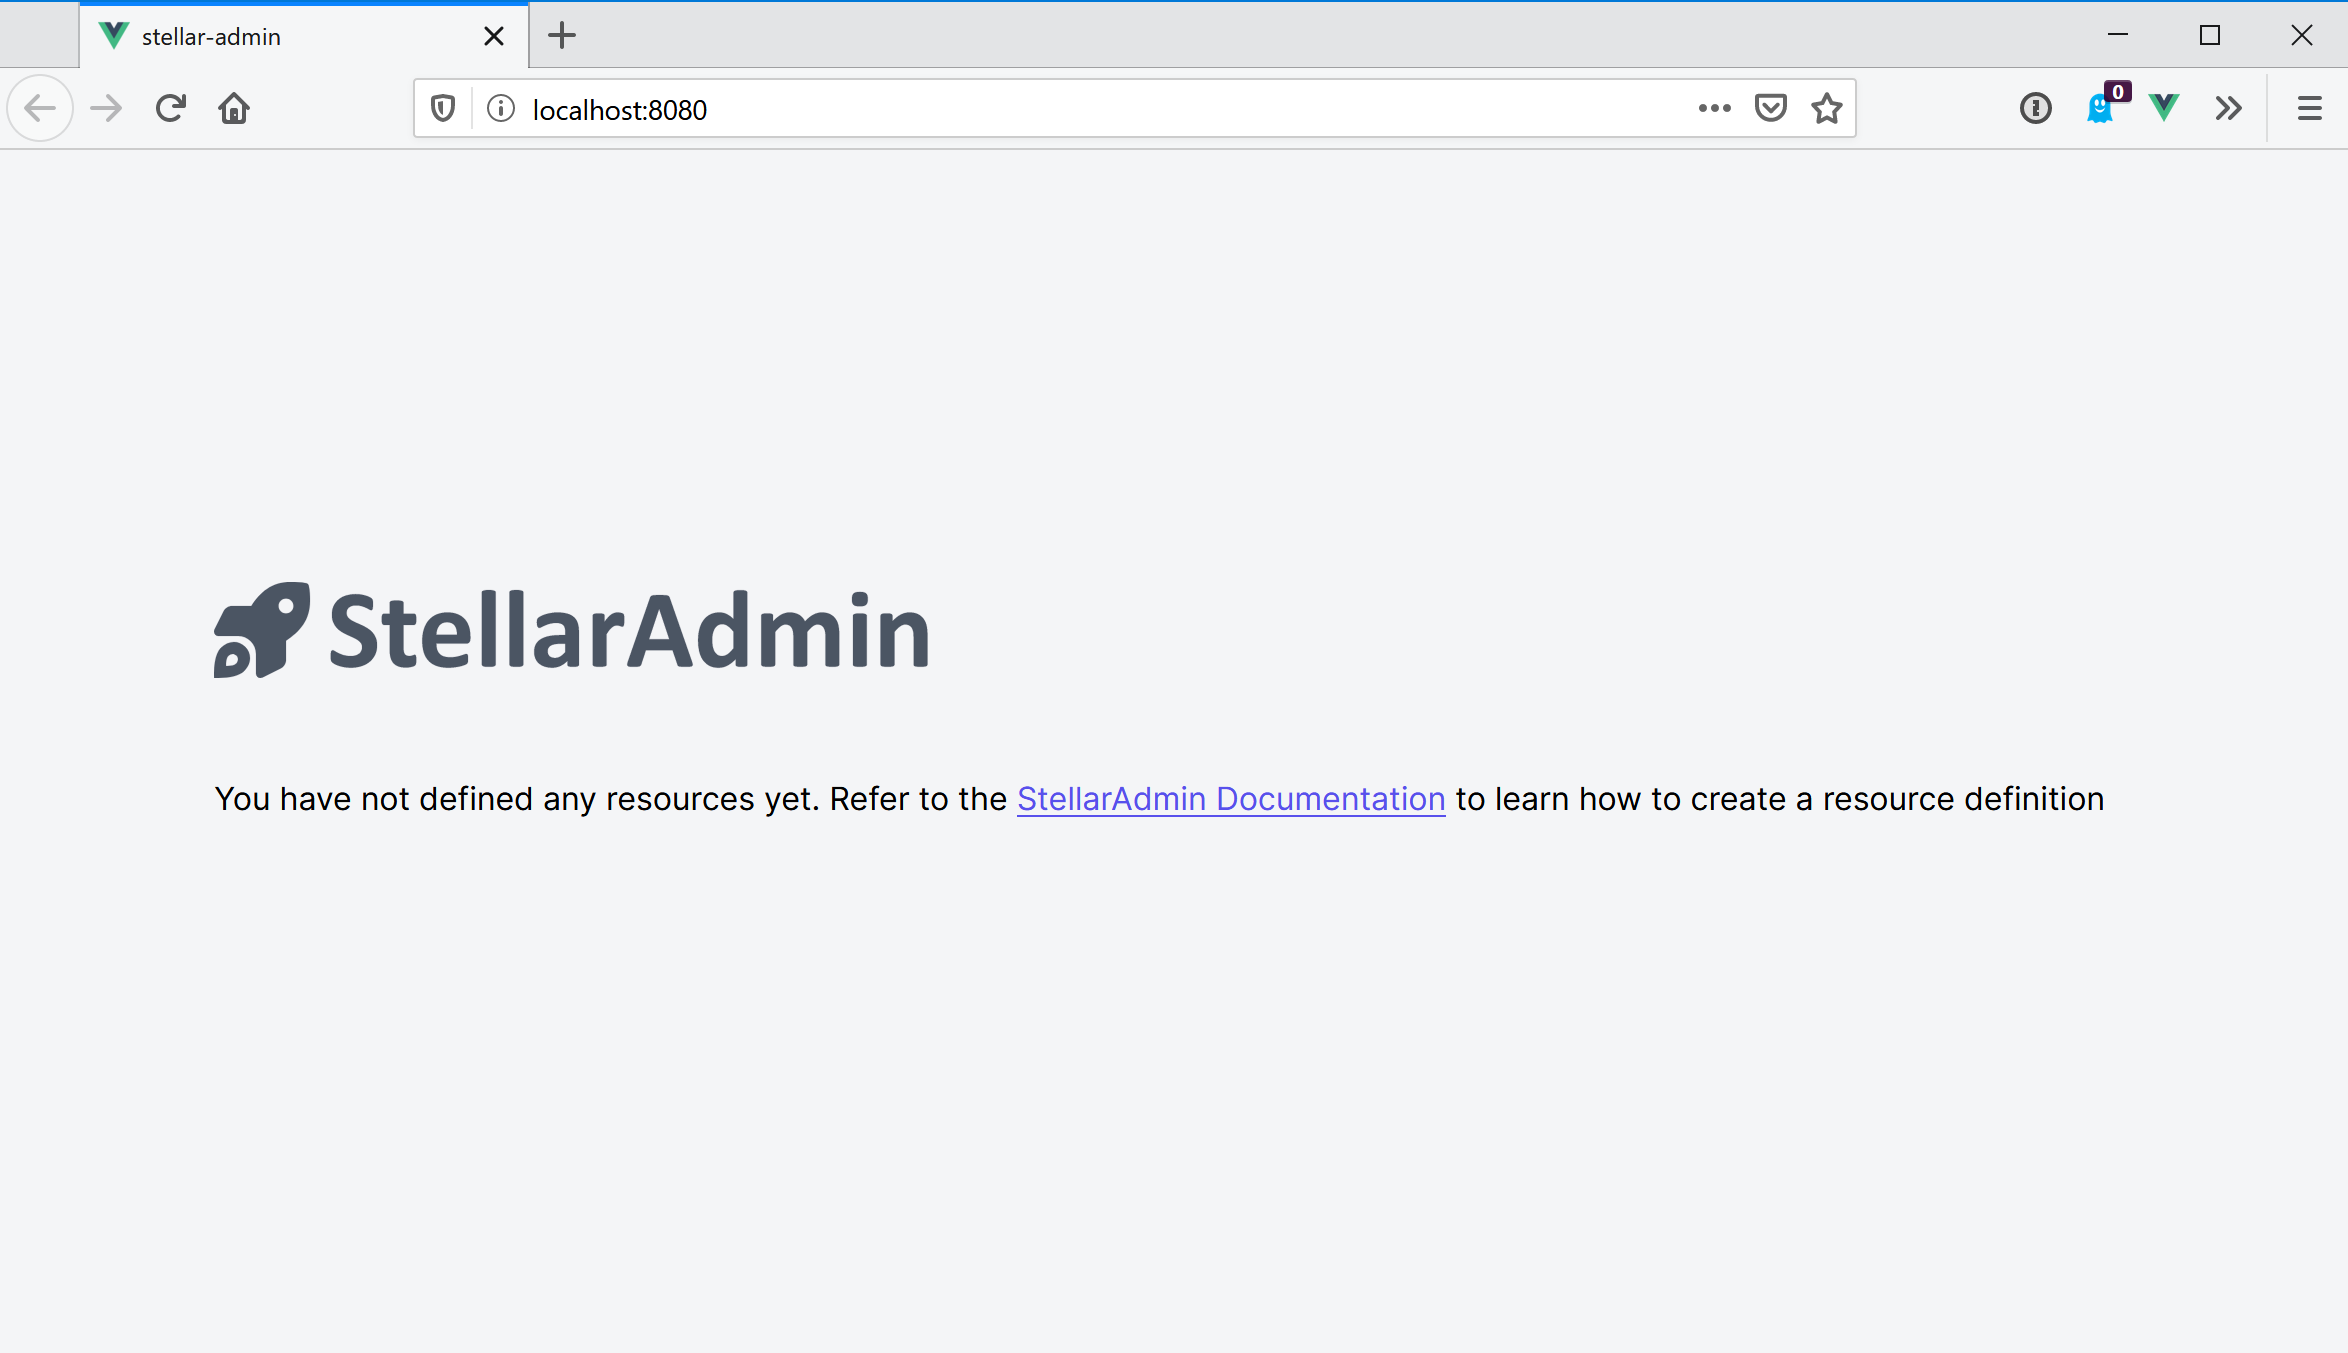 stellar-admin
localhost:8080
0
StellarAdmin
You have not defined any resources yet. Refer to the StellarAdmin Documentation to learn how to create a resource definition